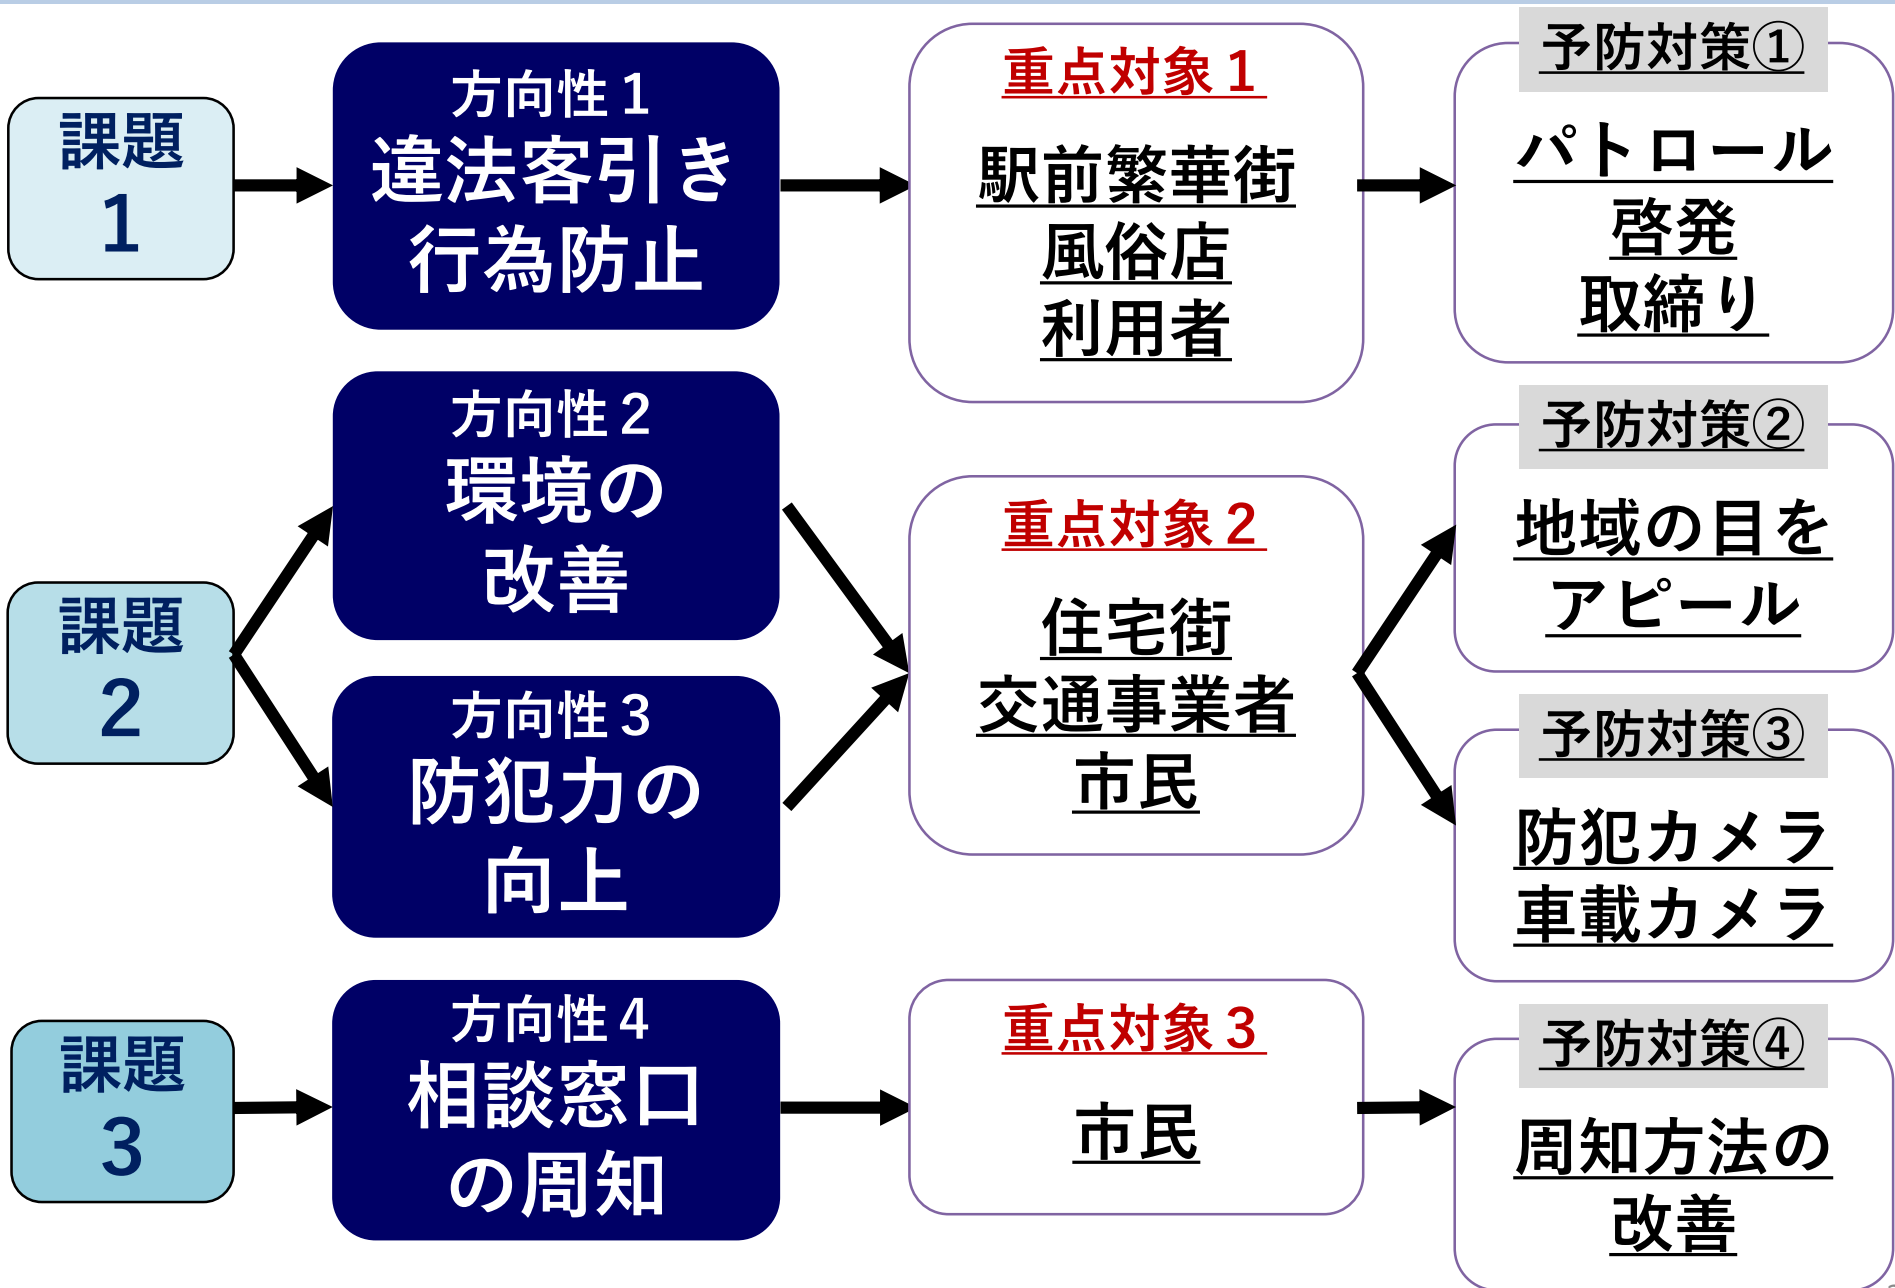 課題
1
方向性１
違法客引き
行為防止
重点対象１
駅前繁華街
風俗店
利用者
予防対策①
パトロール
啓発
取締り
課題
2
方向性２
環境の
改善
方向性３
防犯力の
向上
重点対象２
住宅街
交通事業者
市民
予防対策②
地域の目を
アピール
予防対策③
防犯カメラ
車載カメラ
課題
3
方向性４
相談窓口
の周知
重点対象３
市民
予防対策④
周知方法の
改善